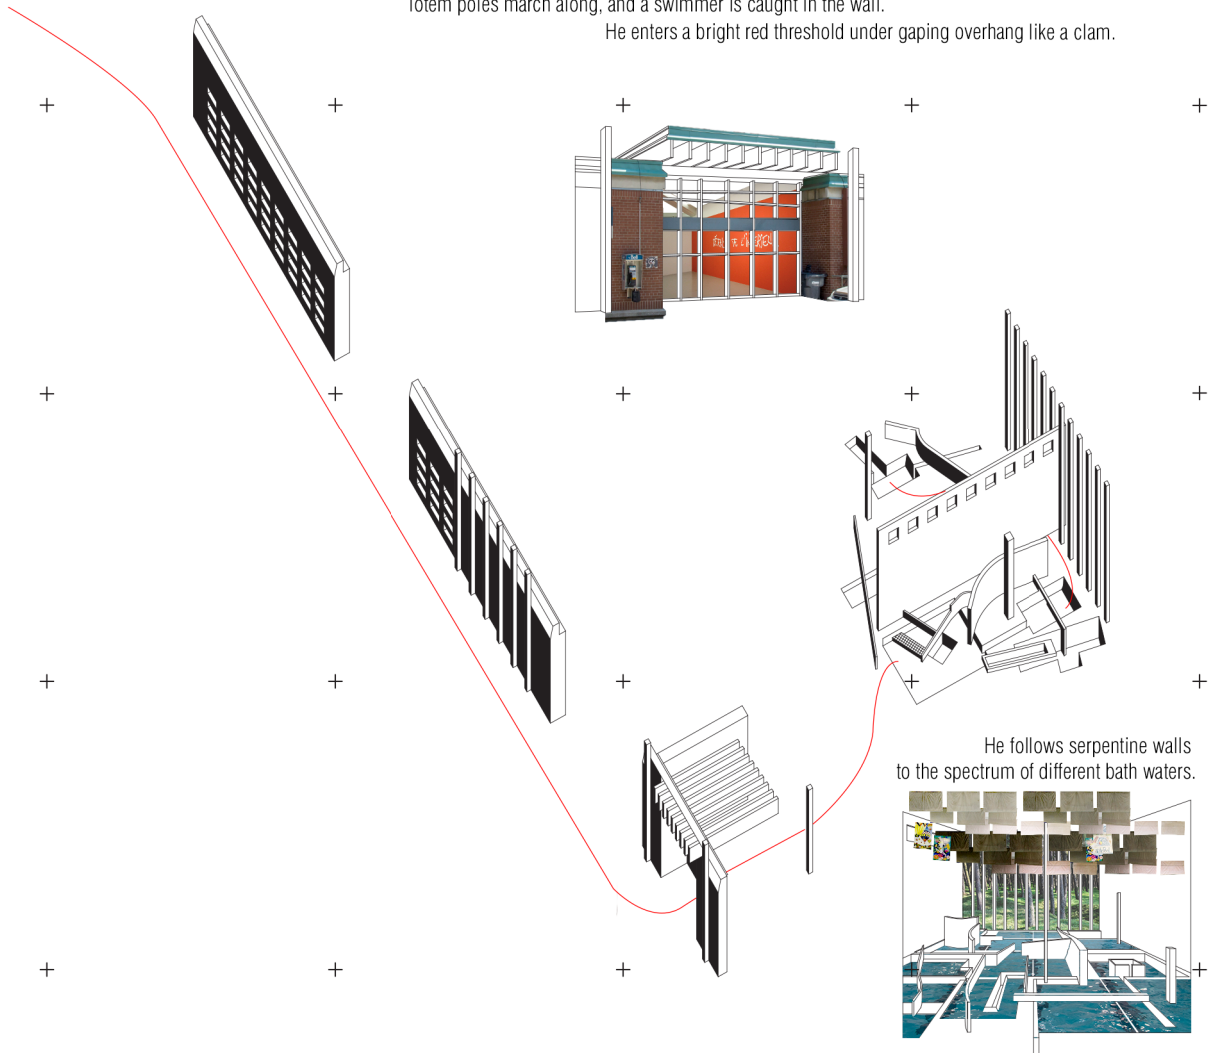 Totem poles march along, and a swimmer is caught in the wall.
He enters a bright red threshold under gaping overhang like a clam.
He follows serpentine walls
to the spectrum of different bath waters.